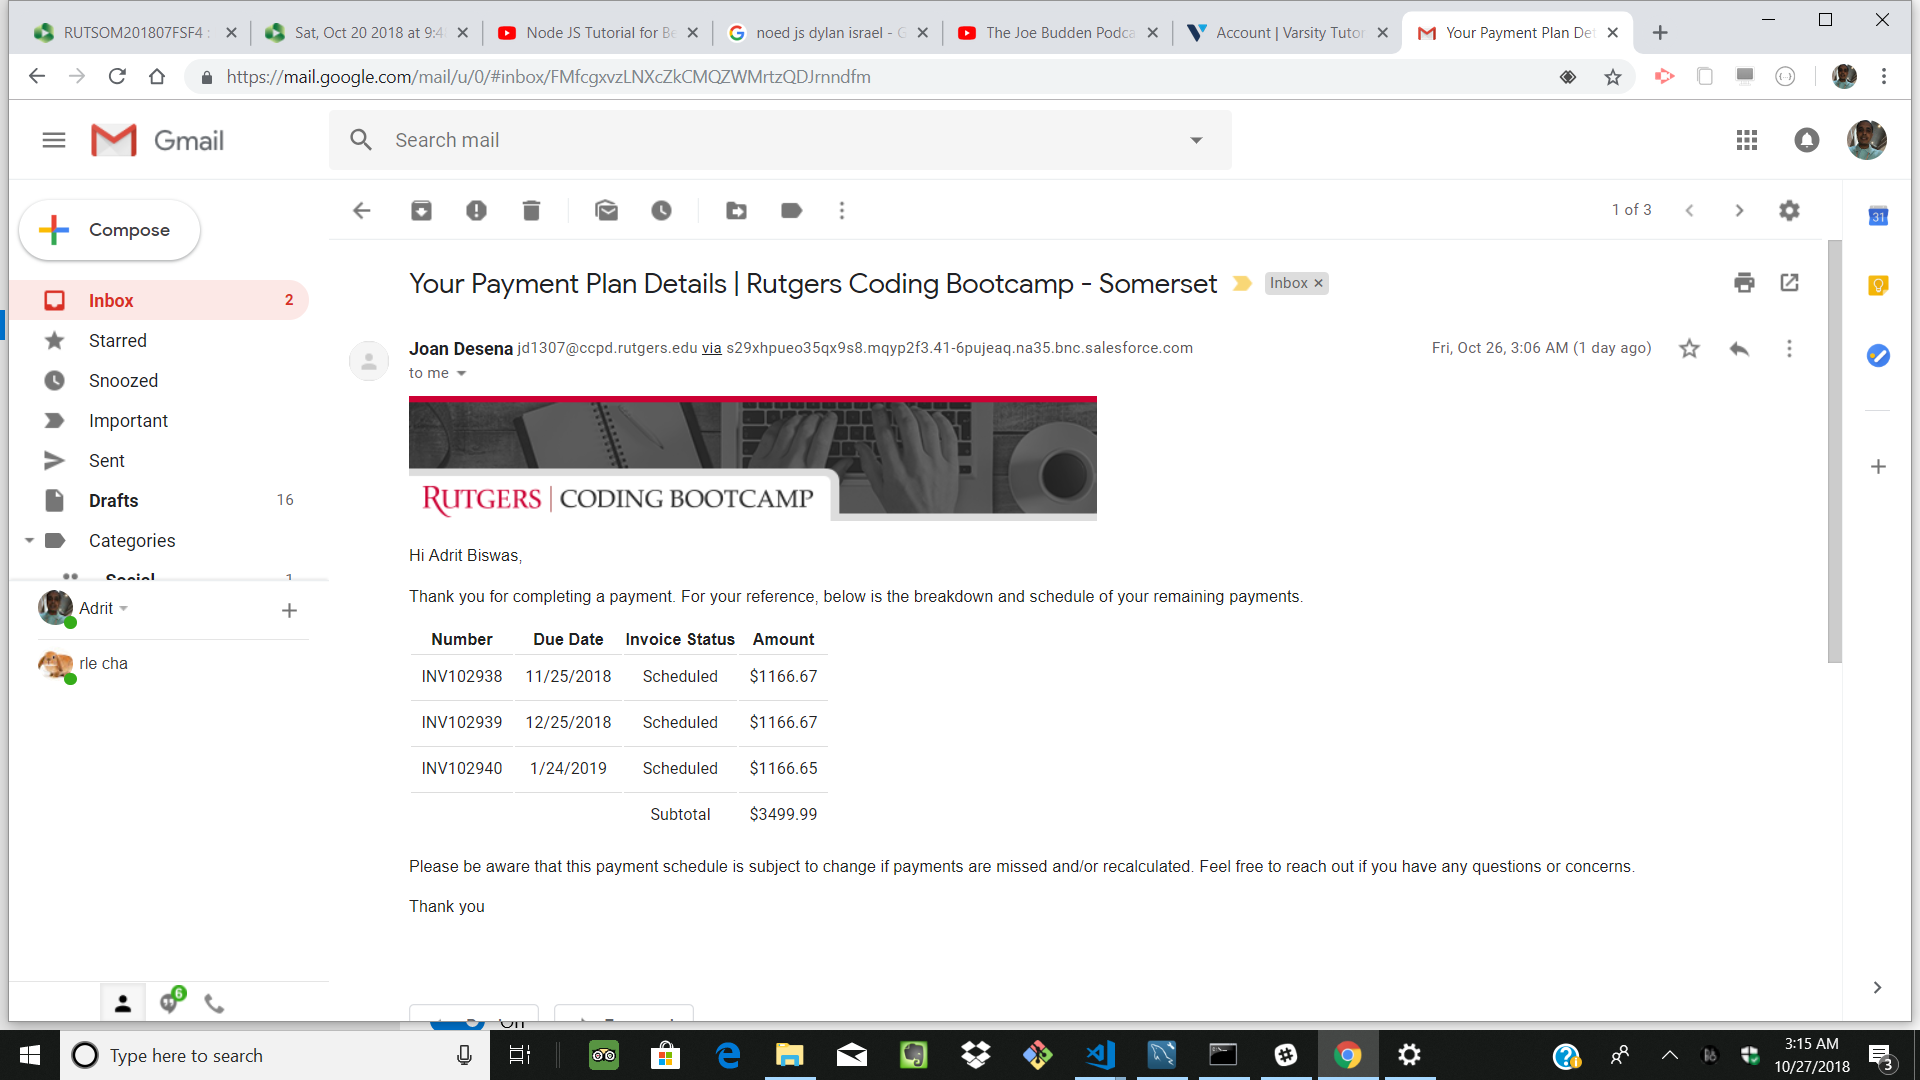 RUTSOM201807FSF4
Sat, Oct 20 2018 at 9:4
Node JS Tutorial for Be
noed js dylan israel - G
The Joe Budden Podca
Account | Varsity Tutor
Your Payment Plan Det
https://mail.google.com/mail/u/0/#inbox/FMfcgxvzLNXcZkCMQZWMrtzQDJrnndfm
Gmail
Search mail
Compose
1 of 3
31
Your Payment Plan Details | Rutgers Coding Bootcamp - Somerset
Inbox ×
Inbox 2
Starred
Snoozed
Important
Sent
Drafts 16
Categories
Social 1
Adrit
rle cha
6
Joan Desena jd1307@ccpd.rutgers.edu via s29xhpueo35qx9s8.mqyp2f3.41-6pujeaq.na35.bnc.salesforce.com
Fri, Oct 26, 3:06 AM (1 day ago)
to me
RUTGERS | CODING BOOTCAMP
Hi Adrit Biswas,
Thank you for completing a payment. For your reference, below is the breakdown and schedule of your remaining payments.
Number Due Date Invoice Status Amount
INV102938 11/25/2018 Scheduled $1166.67
INV102939 12/25/2018 Scheduled $1166.67
INV102940 1/24/2019 Scheduled $1166.65
Subtotal $3499.99
Please be aware that this payment schedule is subject to change if payments are missed and/or recalculated. Feel free to reach out if you have any questions or concerns.
Thank you
On
Type here to search
3:15 AM
10/27/2018
3